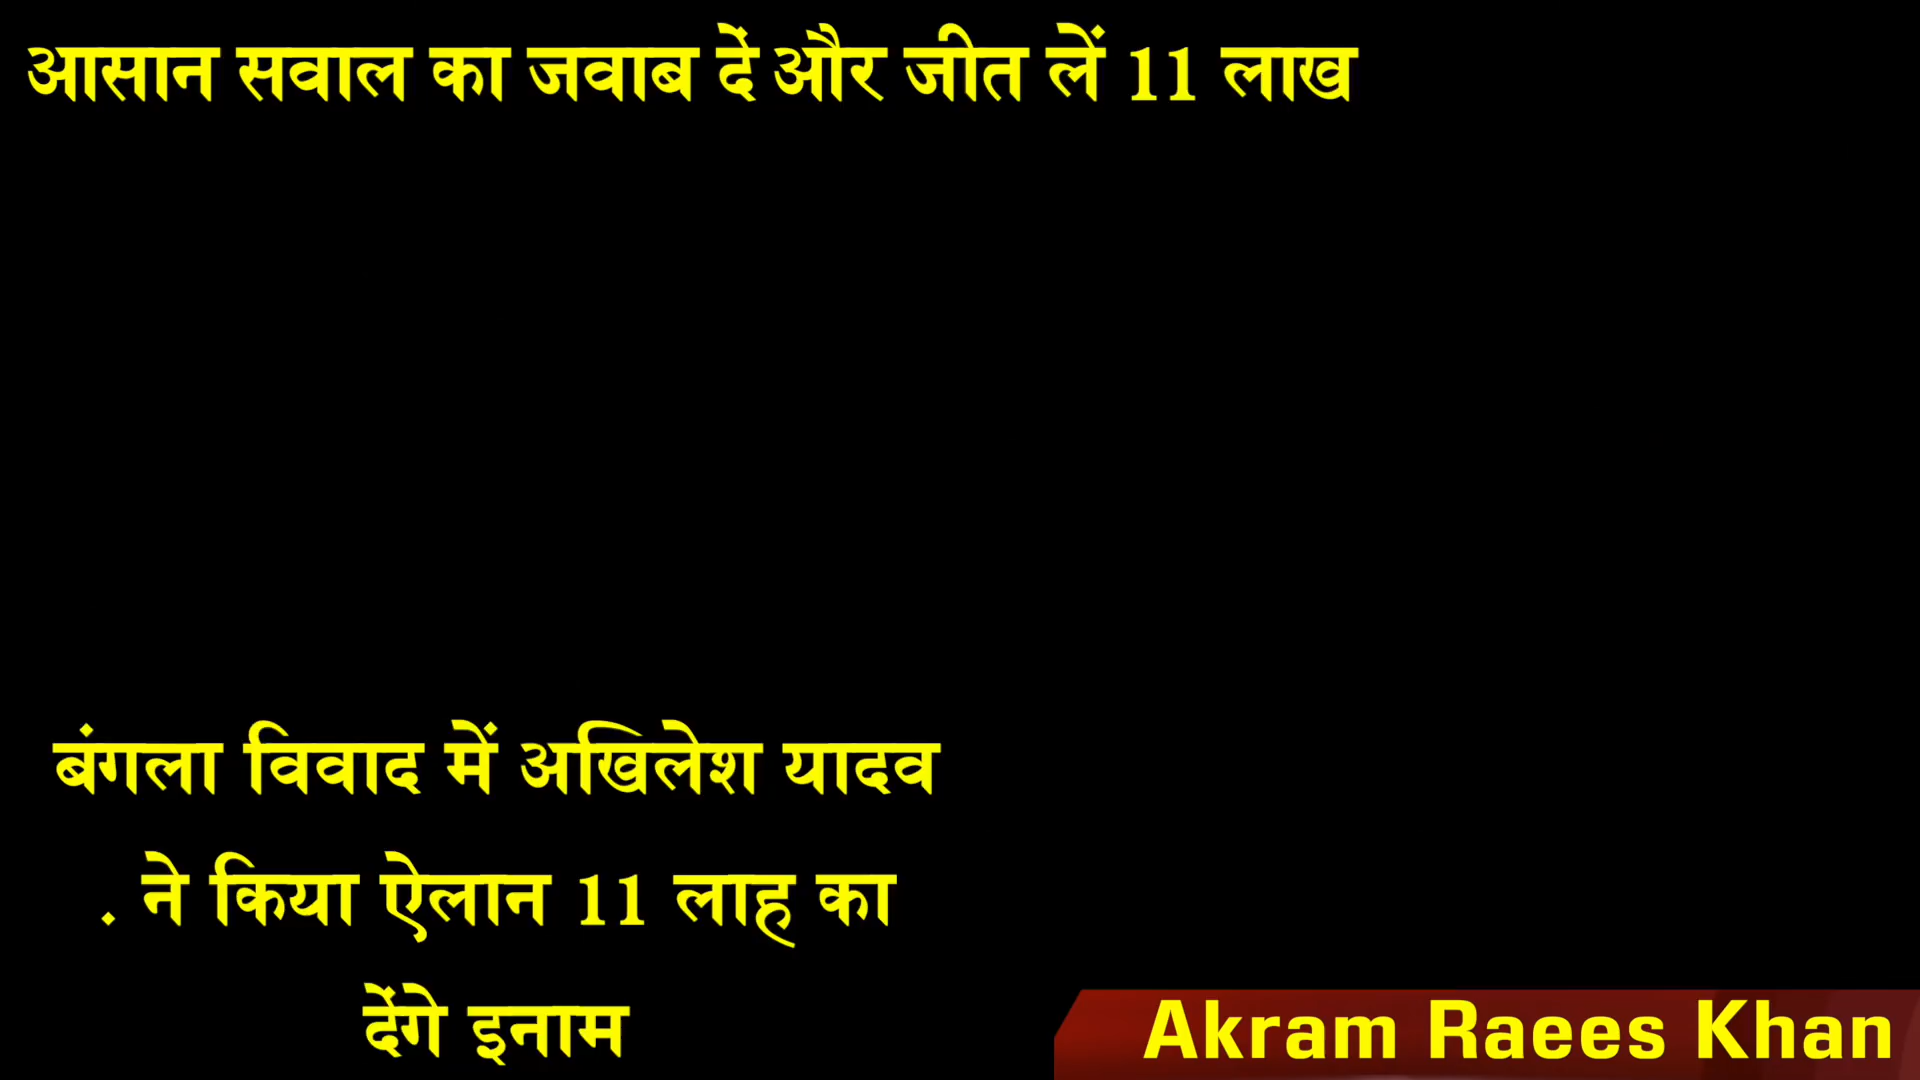 आसान सवाल का जवाब दें और जीत लें 11 लाख
बंगला विवाद में अखिलेश यादव
. ने किया ऐलान 11 लाह का
देंगे इनाम
Akram Raees Khan